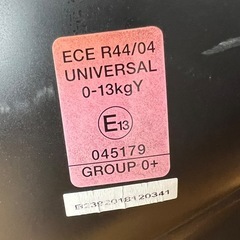 ECE R44/04
UNIVERSAL
0-13kgY
E13
045179
GROUP 0+